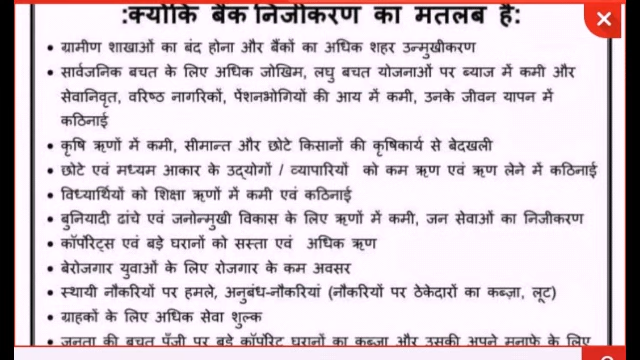 :क्योंकि बैंक निजीकरण का मतलब है:
• ग्रामीण शाखाओं का बंद होना और बैंकों का अधिक शहर उन्मुखीकरण
• सार्वजनिक बचत के लिए अधिक जोखिम, लघु बचत योजनाओं पर ब्याज में कमी और
सेवानिवृत, वरिष्ठ नागरिकों, पेंशनभोगियों की आय में कमी, उनके जीवन यापन में
कठिनाई
• कृषि ऋणों में कमी, सीमान्त और छोटे किसानों की कृषिकार्य से बेदखली
• छोटे एवं मध्यम आकार के उद्योगों / व्यापारियों को कम ऋण एवं ऋण लेने में कठिनाई
• विध्यार्थियों को शिक्षा ऋणों में कमी एवं कठिनाई
• बुनियादी ढांचे एवं जनोन्मुखी विकास के लिए ऋणों में कमी, जन सेवाओं का निजीकरण
• कॉर्पोरेट्स एवं बड़े घरानों को सस्ता एवं अधिक ऋण
• बेरोजगार युवाओं के लिए रोजगार के कम अवसर
• स्थायी नौकरियों पर हमले, अनुबंध-नौकरियां (नौकरियों पर ठेकेदारों का कब्ज़ा, लूट)
• ग्राहकों के लिए अधिक सेवा शुल्क
• जनता की बचत पूँजी पर बड़े कॉर्पोरेट घरानों का कब्जा और उसकी अपने मुनाफे के लिए